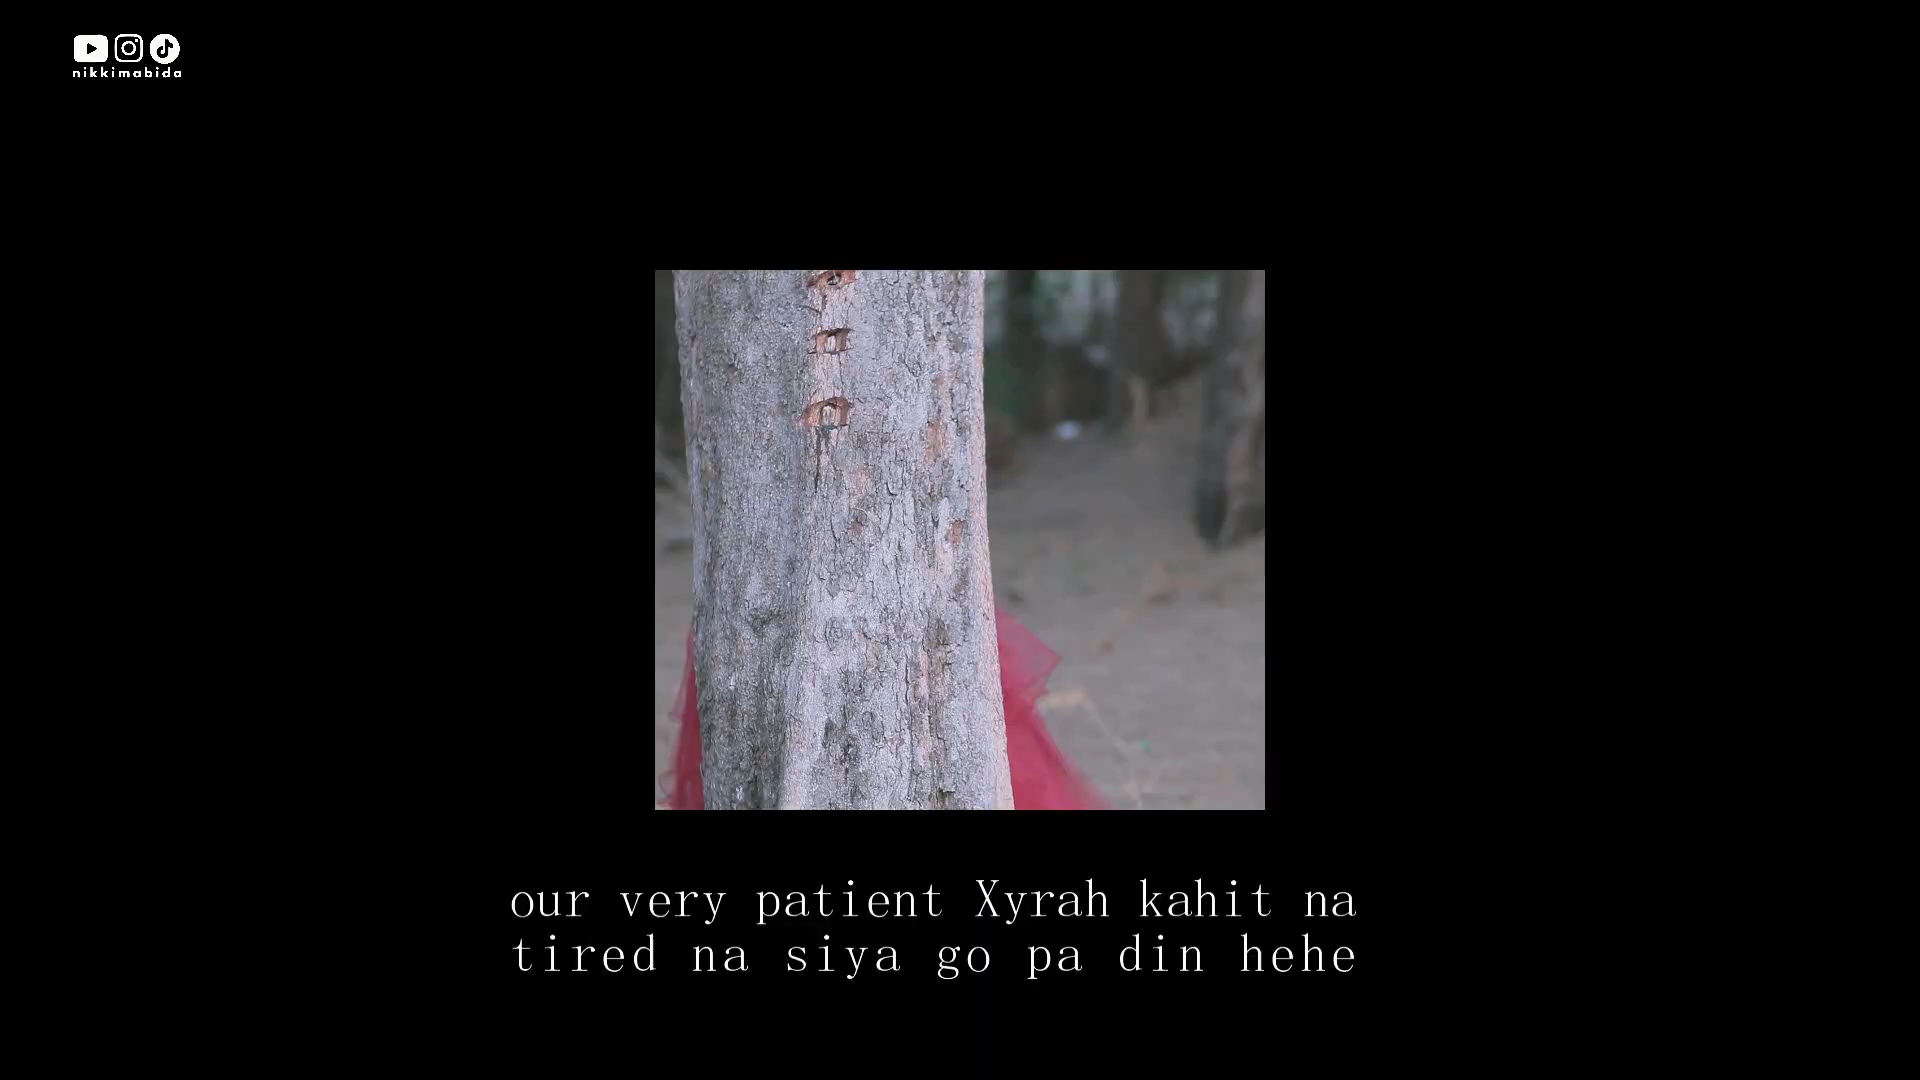 nikkimabida
our very patient Xyrah kahit na
tired na siya go pa din hehe